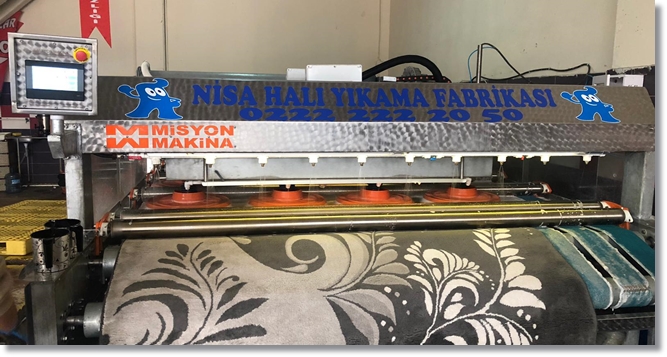 NİSA HALI YIKAMA FABRİKASI
0222 222 20 50
MİSYON
MAKİNA.